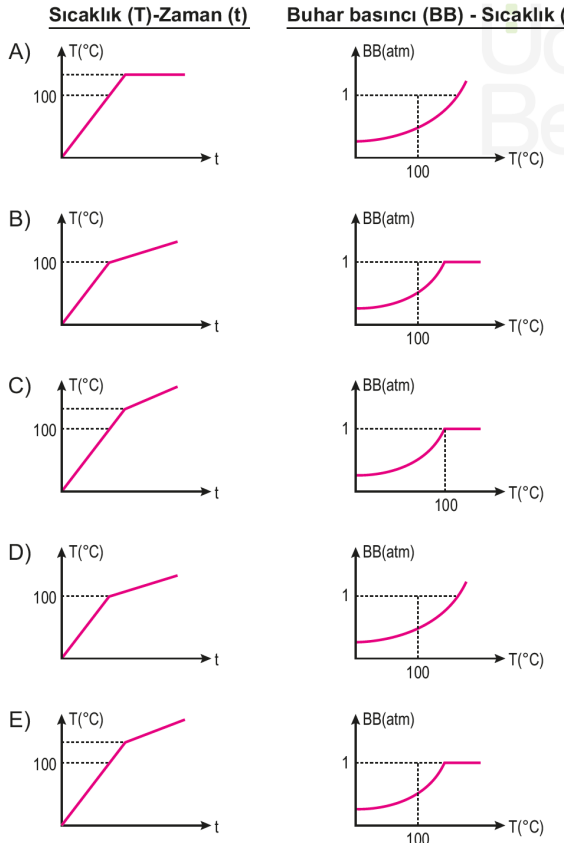 Sıcaklık (T)-Zaman (t) Buhar basıncı (BB) - Sıcaklık (
A) T(°C) BB(atm)
100 1
t T(°C)
100
B) T(°C) BB(atm)
100 1
t T(°C)
100
C) T(°C) BB(atm)
100 1
t T(°C)
100
D) T(°C) BB(atm)
100 1
t T(°C)
100
E) T(°C) BB(atm)
100 1
t T(°C)
100